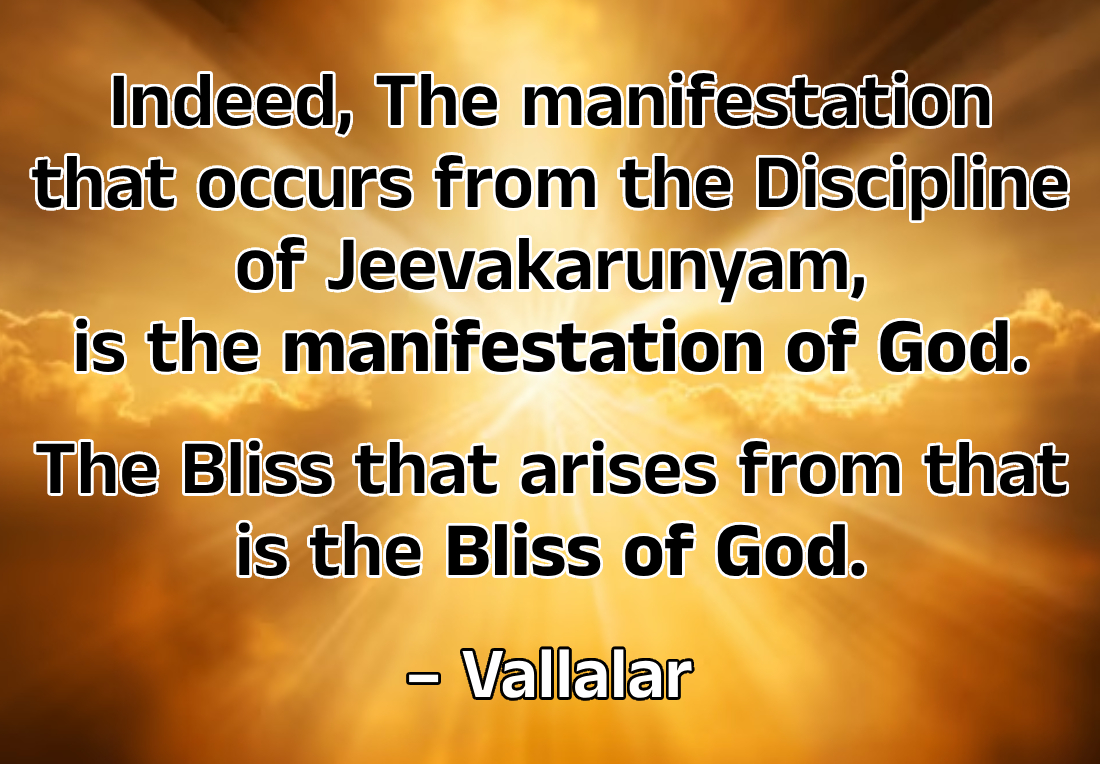 Indeed, The manifestation
that occurs from the Discipline
of Jeevakarunyam,
is the manifestation of God.
The Bliss that arises from that
is the Bliss of God.
– Vallalar